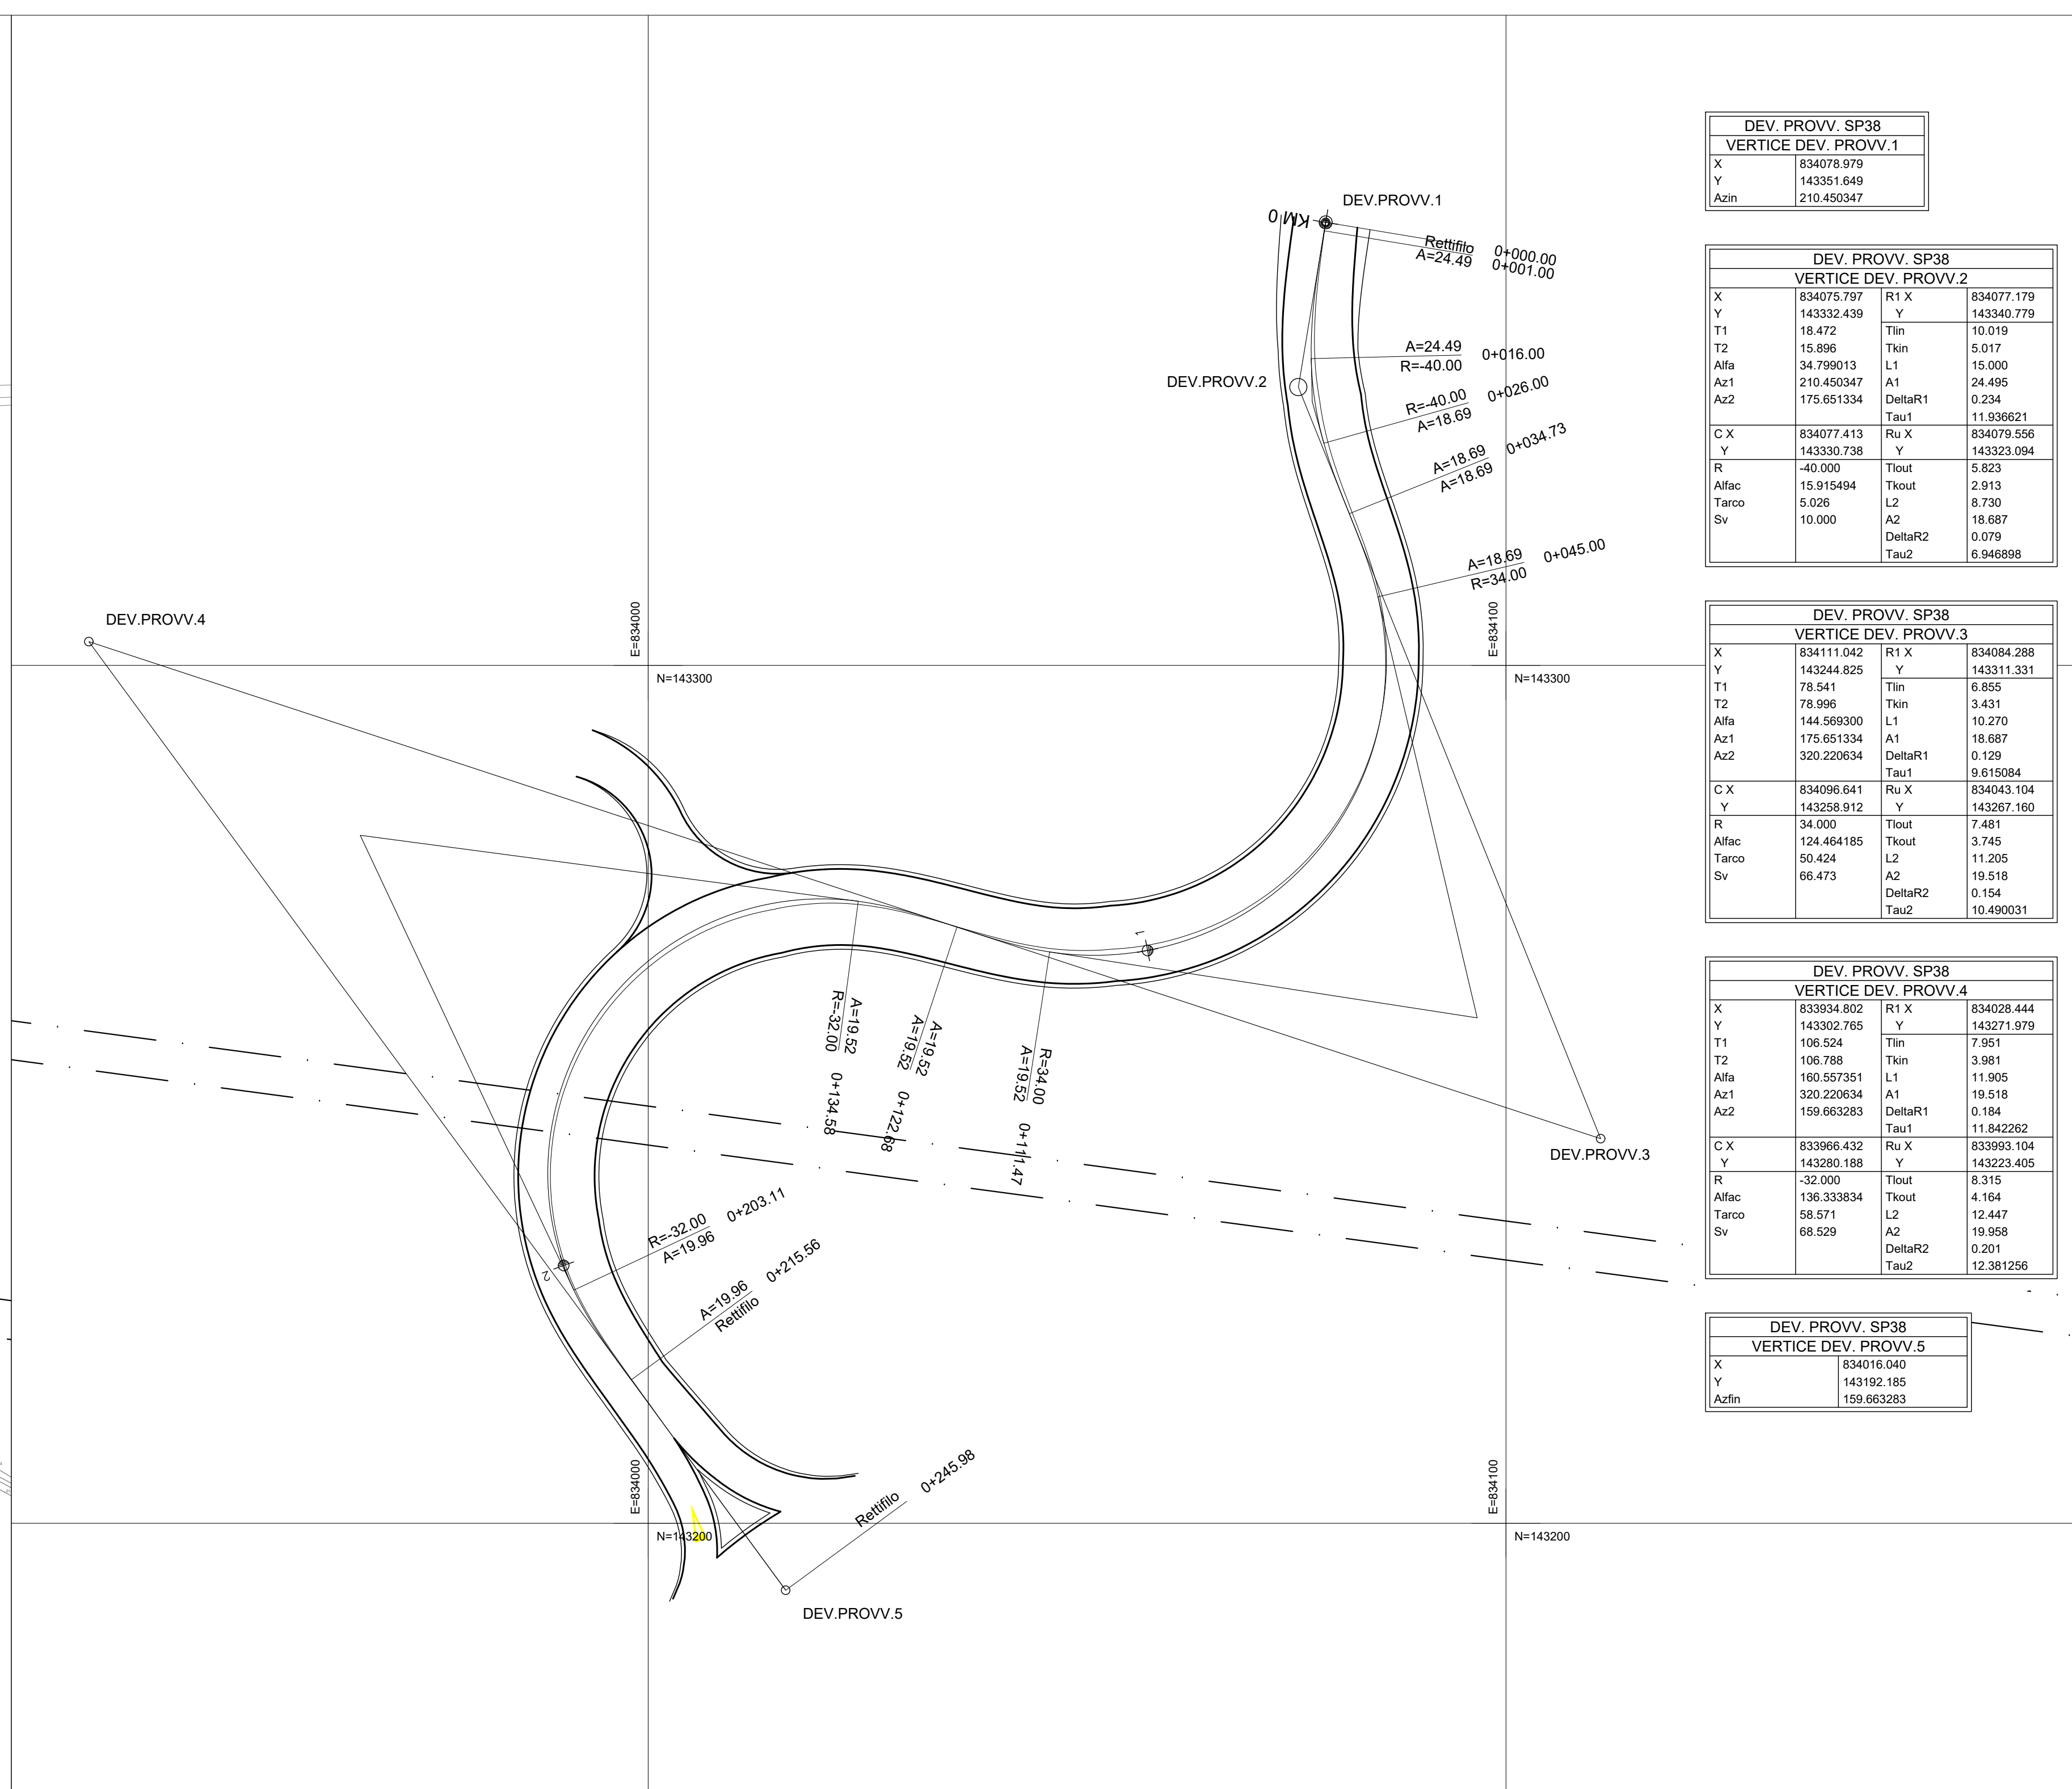 KM 0
DEV.PROVV.1
Rettifilo 0+000.00
A=24.49 0+001.00
A=24.49
R=-40.00 0+016.00
DEV.PROVV.2
R=-40.00 0+026.00
A=18.69
A=18.69 0+034.73
A=18.69
A=18.69 0+045.00
R=34.00
DEV.PROVV.4
E=834000
E=834100
N=143300
N=143300
1
A=19.52
R=-32.00 0+134.58
A=19.52
A=19.52 0+122.68
R=34.00
A=19.52 0+111.47
DEV.PROVV.3
R=-32.00 0+203.11
A=19.96
2
A=19.96 0+215.56
Rettifilo
E=834000
E=834100
Rettifilo 0+245.98
N=143200
N=143200
DEV.PROVV.5
DEV. PROVV. SP38
VERTICE DEV. PROVV.1
X 834078.979
Y 143351.649
Azin 210.450347
DEV. PROVV. SP38
VERTICE DEV. PROVV.2
X 834075.797 R1 X 834077.179
Y 143332.439 Y 143340.779
T1 18.472 Tlin 10.019
T2 15.896 Tkin 5.017
Alfa 34.799013 L1 15.000
Az1 210.450347 A1 24.495
Az2 175.651334 DeltaR1 0.234
Tau1 11.936621
C X 834077.413 Ru X 834079.556
Y 143330.738 Y 143323.094
R -40.000 Tlout 5.823
Alfac 15.915494 Tkout 2.913
Tarco 5.026 L2 8.730
Sv 10.000 A2 18.687
DeltaR2 0.079
Tau2 6.946898
DEV. PROVV. SP38
VERTICE DEV. PROVV.3
X 834111.042 R1 X 834084.288
Y 143244.825 Y 143311.331
T1 78.541 Tlin 6.855
T2 78.996 Tkin 3.431
Alfa 144.569300 L1 10.270
Az1 175.651334 A1 18.687
Az2 320.220634 DeltaR1 0.129
Tau1 9.615084
C X 834096.641 Ru X 834043.104
Y 143258.912 Y 143267.160
R 34.000 Tlout 7.481
Alfac 124.464185 Tkout 3.745
Tarco 50.424 L2 11.205
Sv 66.473 A2 19.518
DeltaR2 0.154
Tau2 10.490031
DEV. PROVV. SP38
VERTICE DEV. PROVV.4
X 833934.802 R1 X 834028.444
Y 143302.765 Y 143271.979
T1 106.524 Tlin 7.951
T2 106.788 Tkin 3.981
Alfa 160.557351 L1 11.905
Az1 320.220634 A1 19.518
Az2 159.663283 DeltaR1 0.184
Tau1 11.842262
C X 833966.432 Ru X 833993.104
Y 143280.188 Y 143223.405
R -32.000 Tlout 8.315
Alfac 136.333834 Tkout 4.164
Tarco 58.571 L2 12.447
Sv 68.529 A2 19.958
DeltaR2 0.201
Tau2 12.381256
DEV. PROVV. SP38
VERTICE DEV. PROVV.5
X 834016.040
Y 143192.185
Azfin 159.663283